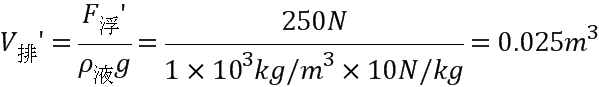 V排' = F浮' / ρ液g = 250N / 1×10³kg/m³×10N/kg = 0.025m³